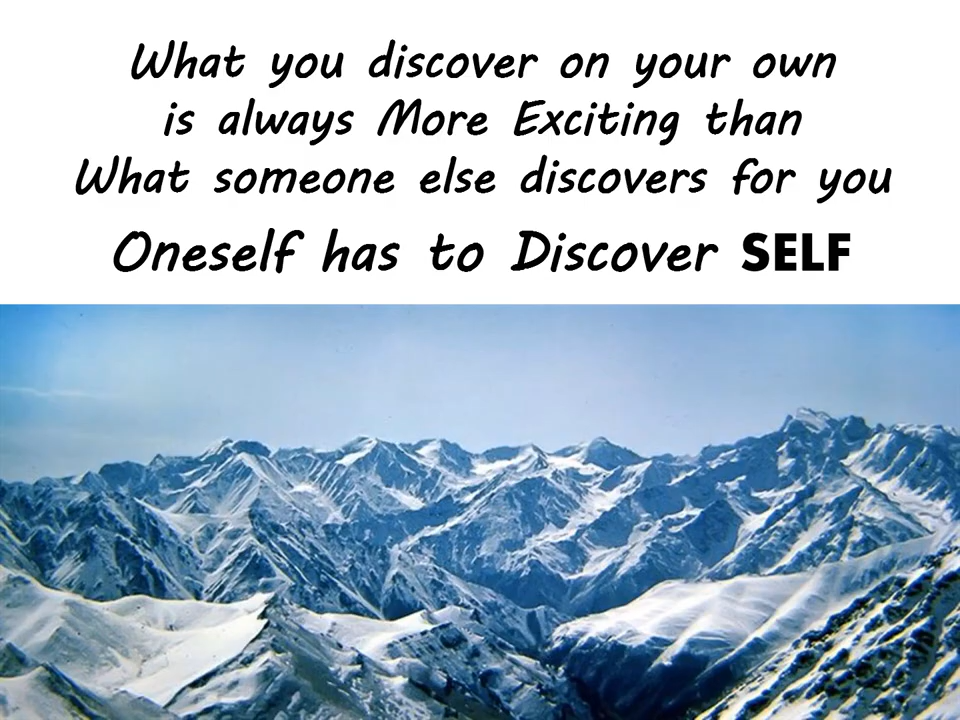 What you discover on your own
is always More Exciting than
What someone else discovers for you
Oneself has to Discover SELF